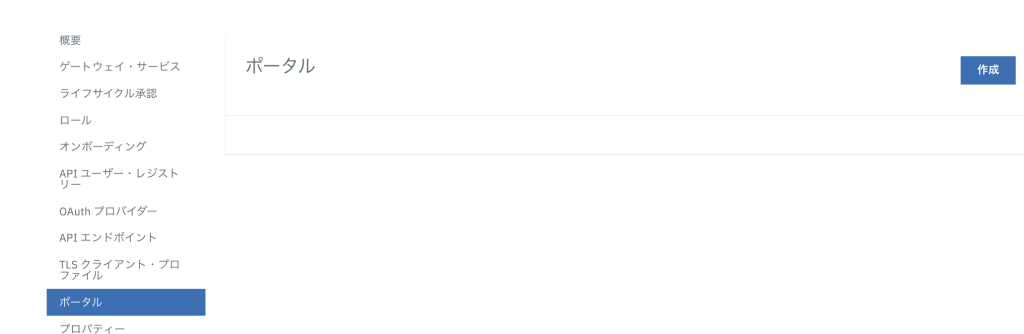 概要
ゲートウェイ・サービス
ライフサイクル承認
ロール
オンボーディング
API ユーザー・レジスト
リー
OAuth プロバイダー
API エンドポイント
TLS クライアント・プロ
ファイル
ポータル
プロパティー
ポータル
作成